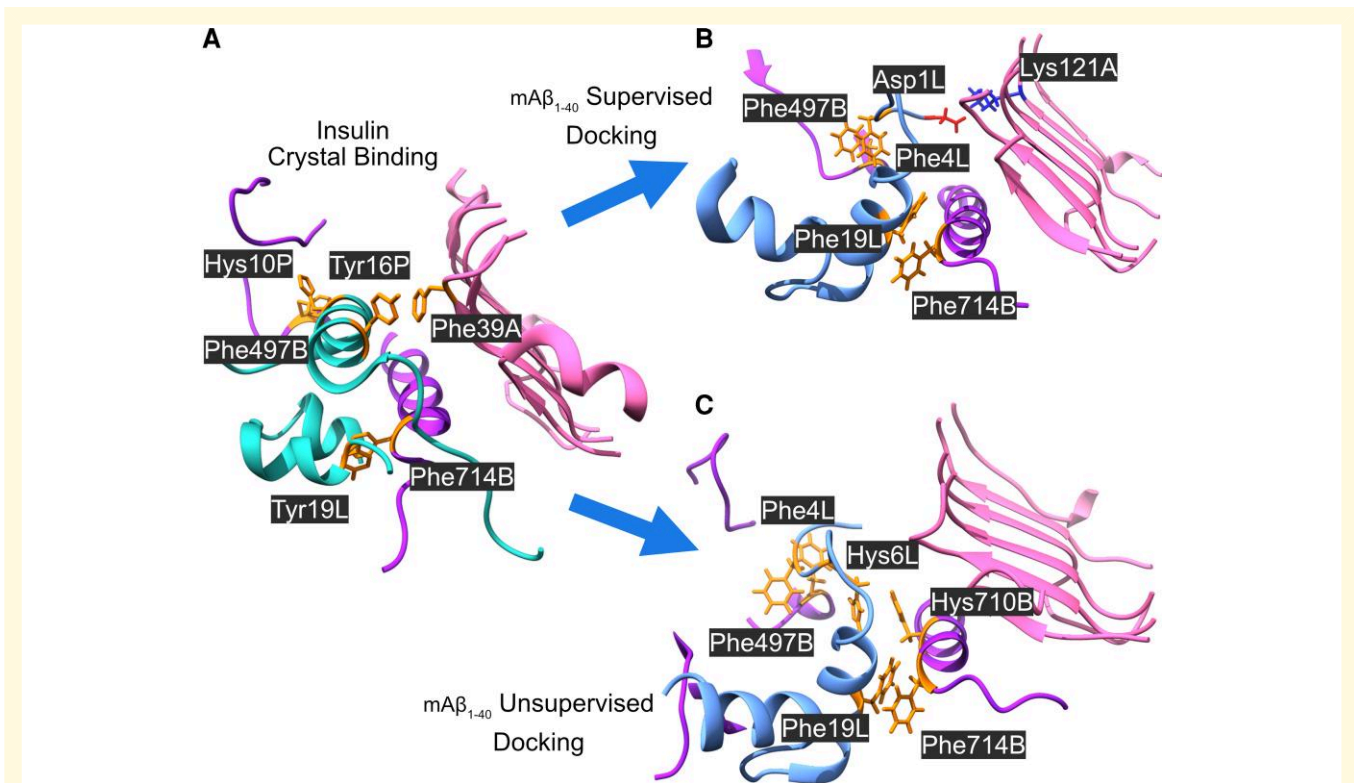 A
Insulin
Crystal Binding
Hys10P
Tyr16P
Phe497B
Phe39A
Tyr19L
Phe714B
mAβ₁₋₄₀ Supervised
Docking
B
Phe497B
Asp1L
Lys121A
Phe4L
Phe19L
Phe714B
mAβ₁₋₄₀ Unsupervised
Docking
C
Phe4L
Hys6L
Hys710B
Phe497B
Phe19L
Phe714B